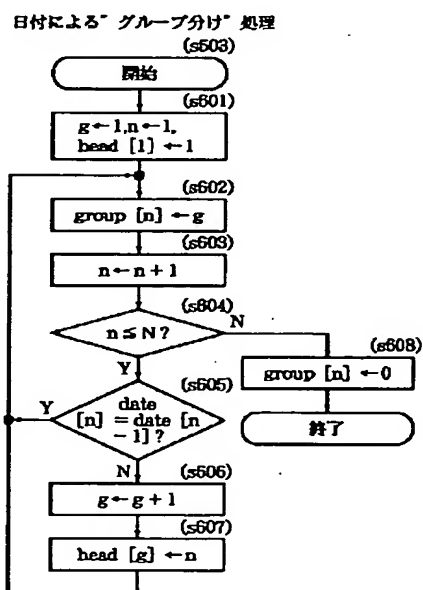 日付による"グループ分け"処理
(s503)
開始
(s601)
g←1,n←1,
head [1] ←1
(s602)
group [n] ←g
(s603)
n←n+1
(s604)
n≤N?
N
(s608)
Y
group [n] ←0
(s605)
Y
date
[n] =date [n
-1]?
終了
N
(s606)
g←g+1
(s607)
head [g] ←n